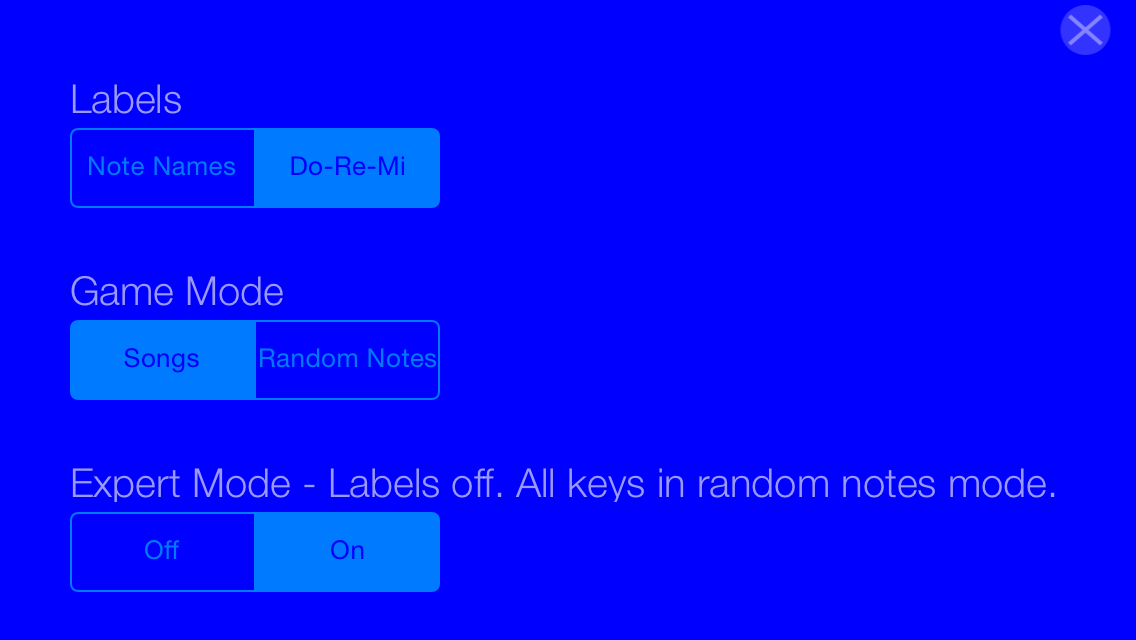 Labels
Note Names Do-Re-Mi
Game Mode
Songs Random Notes
Expert Mode - Labels off. All keys in random notes mode.
Off On